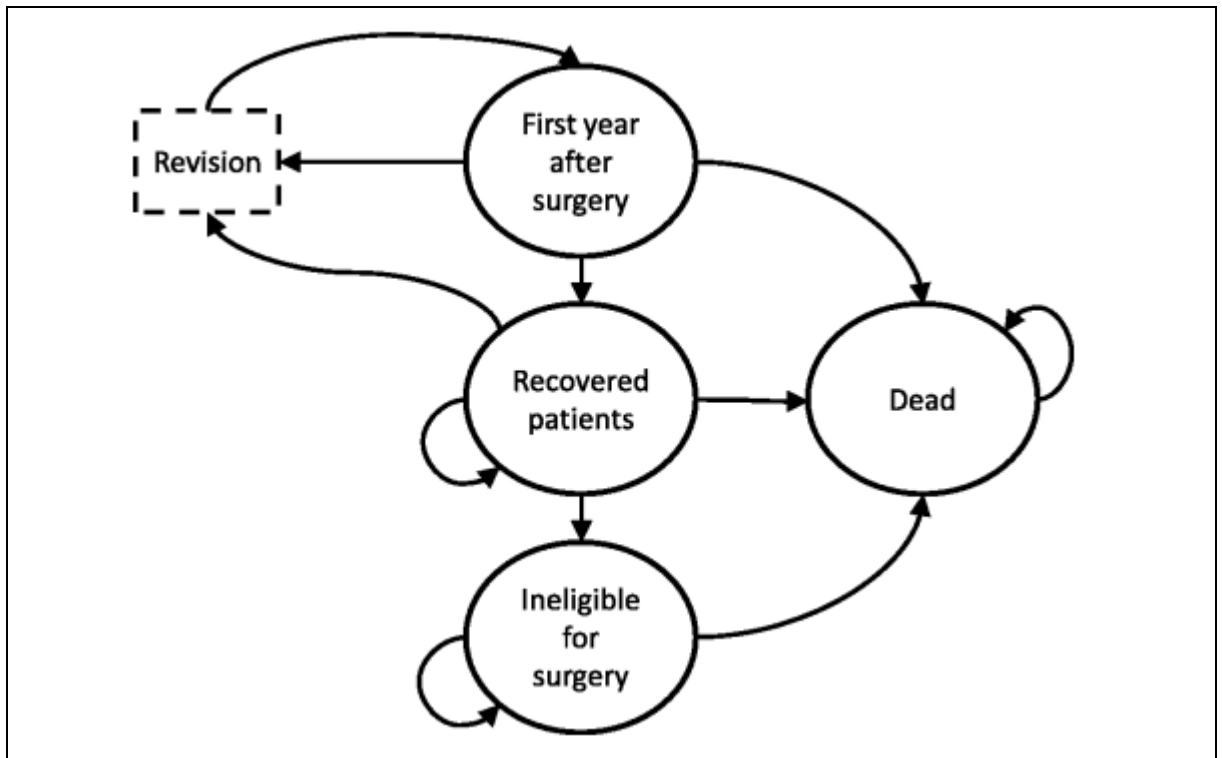 First year
after
surgery
Revision
Recovered
patients
Dead
Ineligible
for
surgery